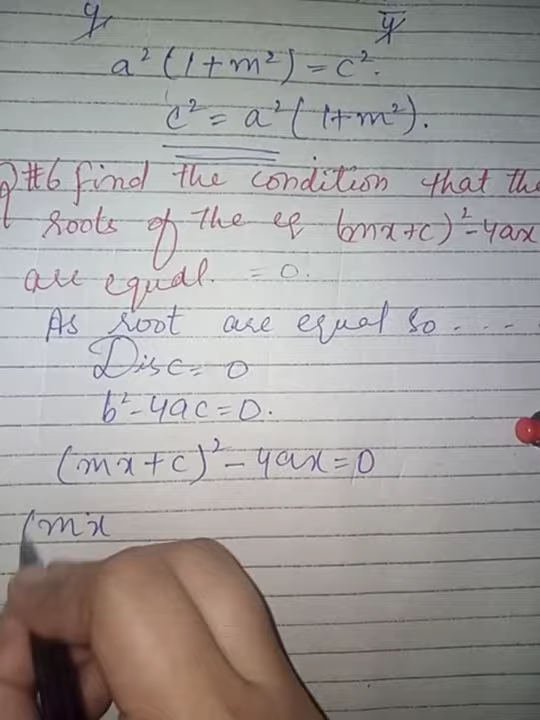 a² (1+m²) = c².
c² = a² (1+m²).
Q#6 find the condition that the
roots of the eq (mx+c)² - 4ax
are equal. = 0.
As root are equal so ....
Disc = 0
b² - 4ac = 0.
(mx + c)² - 4ax = 0
(mx